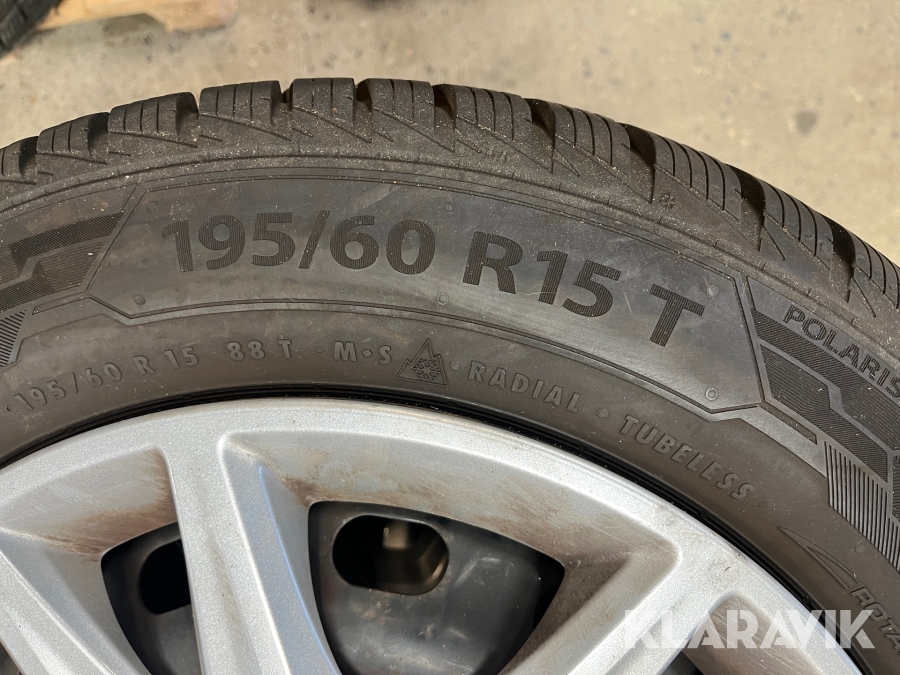 195/60 R15 T
POLARIS
195/60 R 15 88 T · M·S · RADIAL · TUBELESS
KLARAVIK